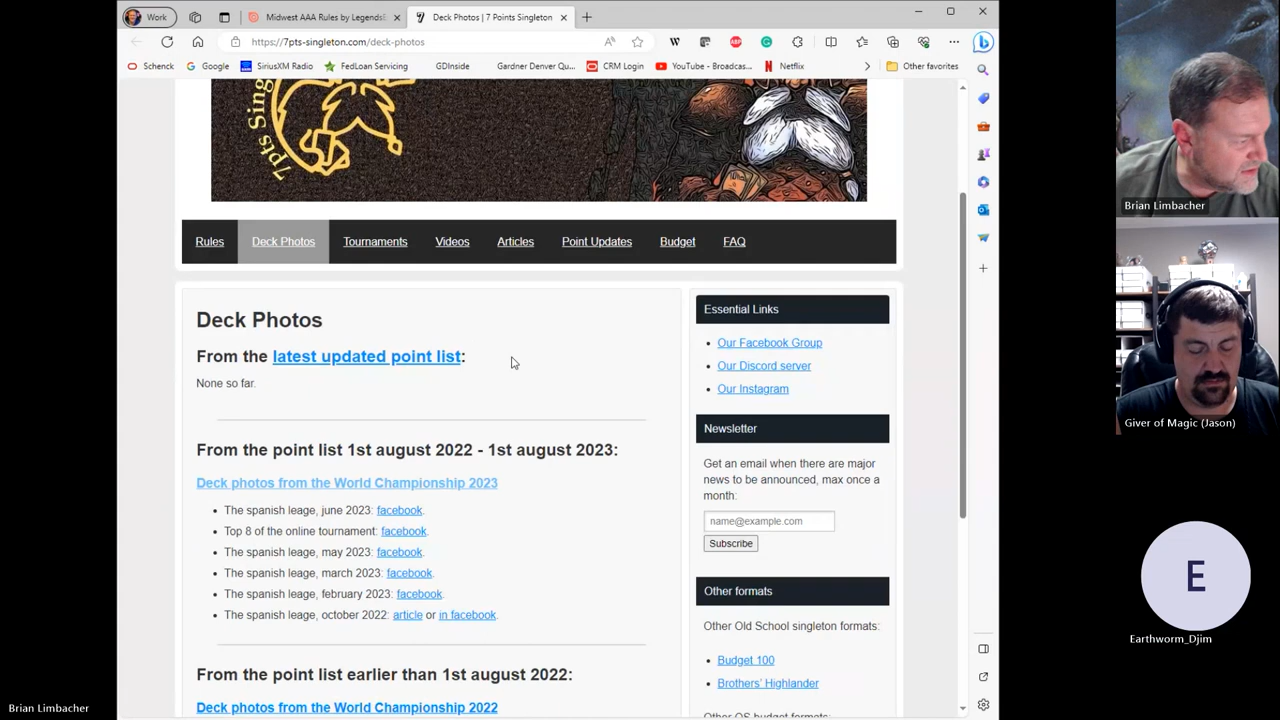 Work
Midwest AAA Rules by LegendsE
Deck Photos | 7 Points Singleton
https://7pts-singleton.com/deck-photos
Schenck
Google
SiriusXM Radio
FedLoan Servicing
GDInside
Gardner Denver Qu...
CRM Login
YouTube - Broadcas...
Netflix
Other favorites
7pts Sing
Rules
Deck Photos
Tournaments
Videos
Articles
Point Updates
Budget
FAQ
Deck Photos
From the latest updated point list:
None so far.
From the point list 1st august 2022 - 1st august 2023:
Deck photos from the World Championship 2023
The spanish leage, june 2023: facebook.
Top 8 of the online tournament: facebook.
The spanish leage, may 2023: facebook.
The spanish leage, march 2023: facebook.
The spanish leage, february 2023: facebook.
The spanish leage, october 2022: article or in facebook.
From the point list earlier than 1st august 2022:
Deck photos from the World Championship 2022
Essential Links
Our Facebook Group
Our Discord server
Our Instagram
Newsletter
Get an email when there are major
news to be announced, max once a
month:
name@example.com
Subscribe
Other formats
Other Old School singleton formats:
Budget 100
Brothers' Highlander
Other OS budget formats:
Brian Limbacher
Giver of Magic (Jason)
E
Earthworm_Djim
Brian Limbacher